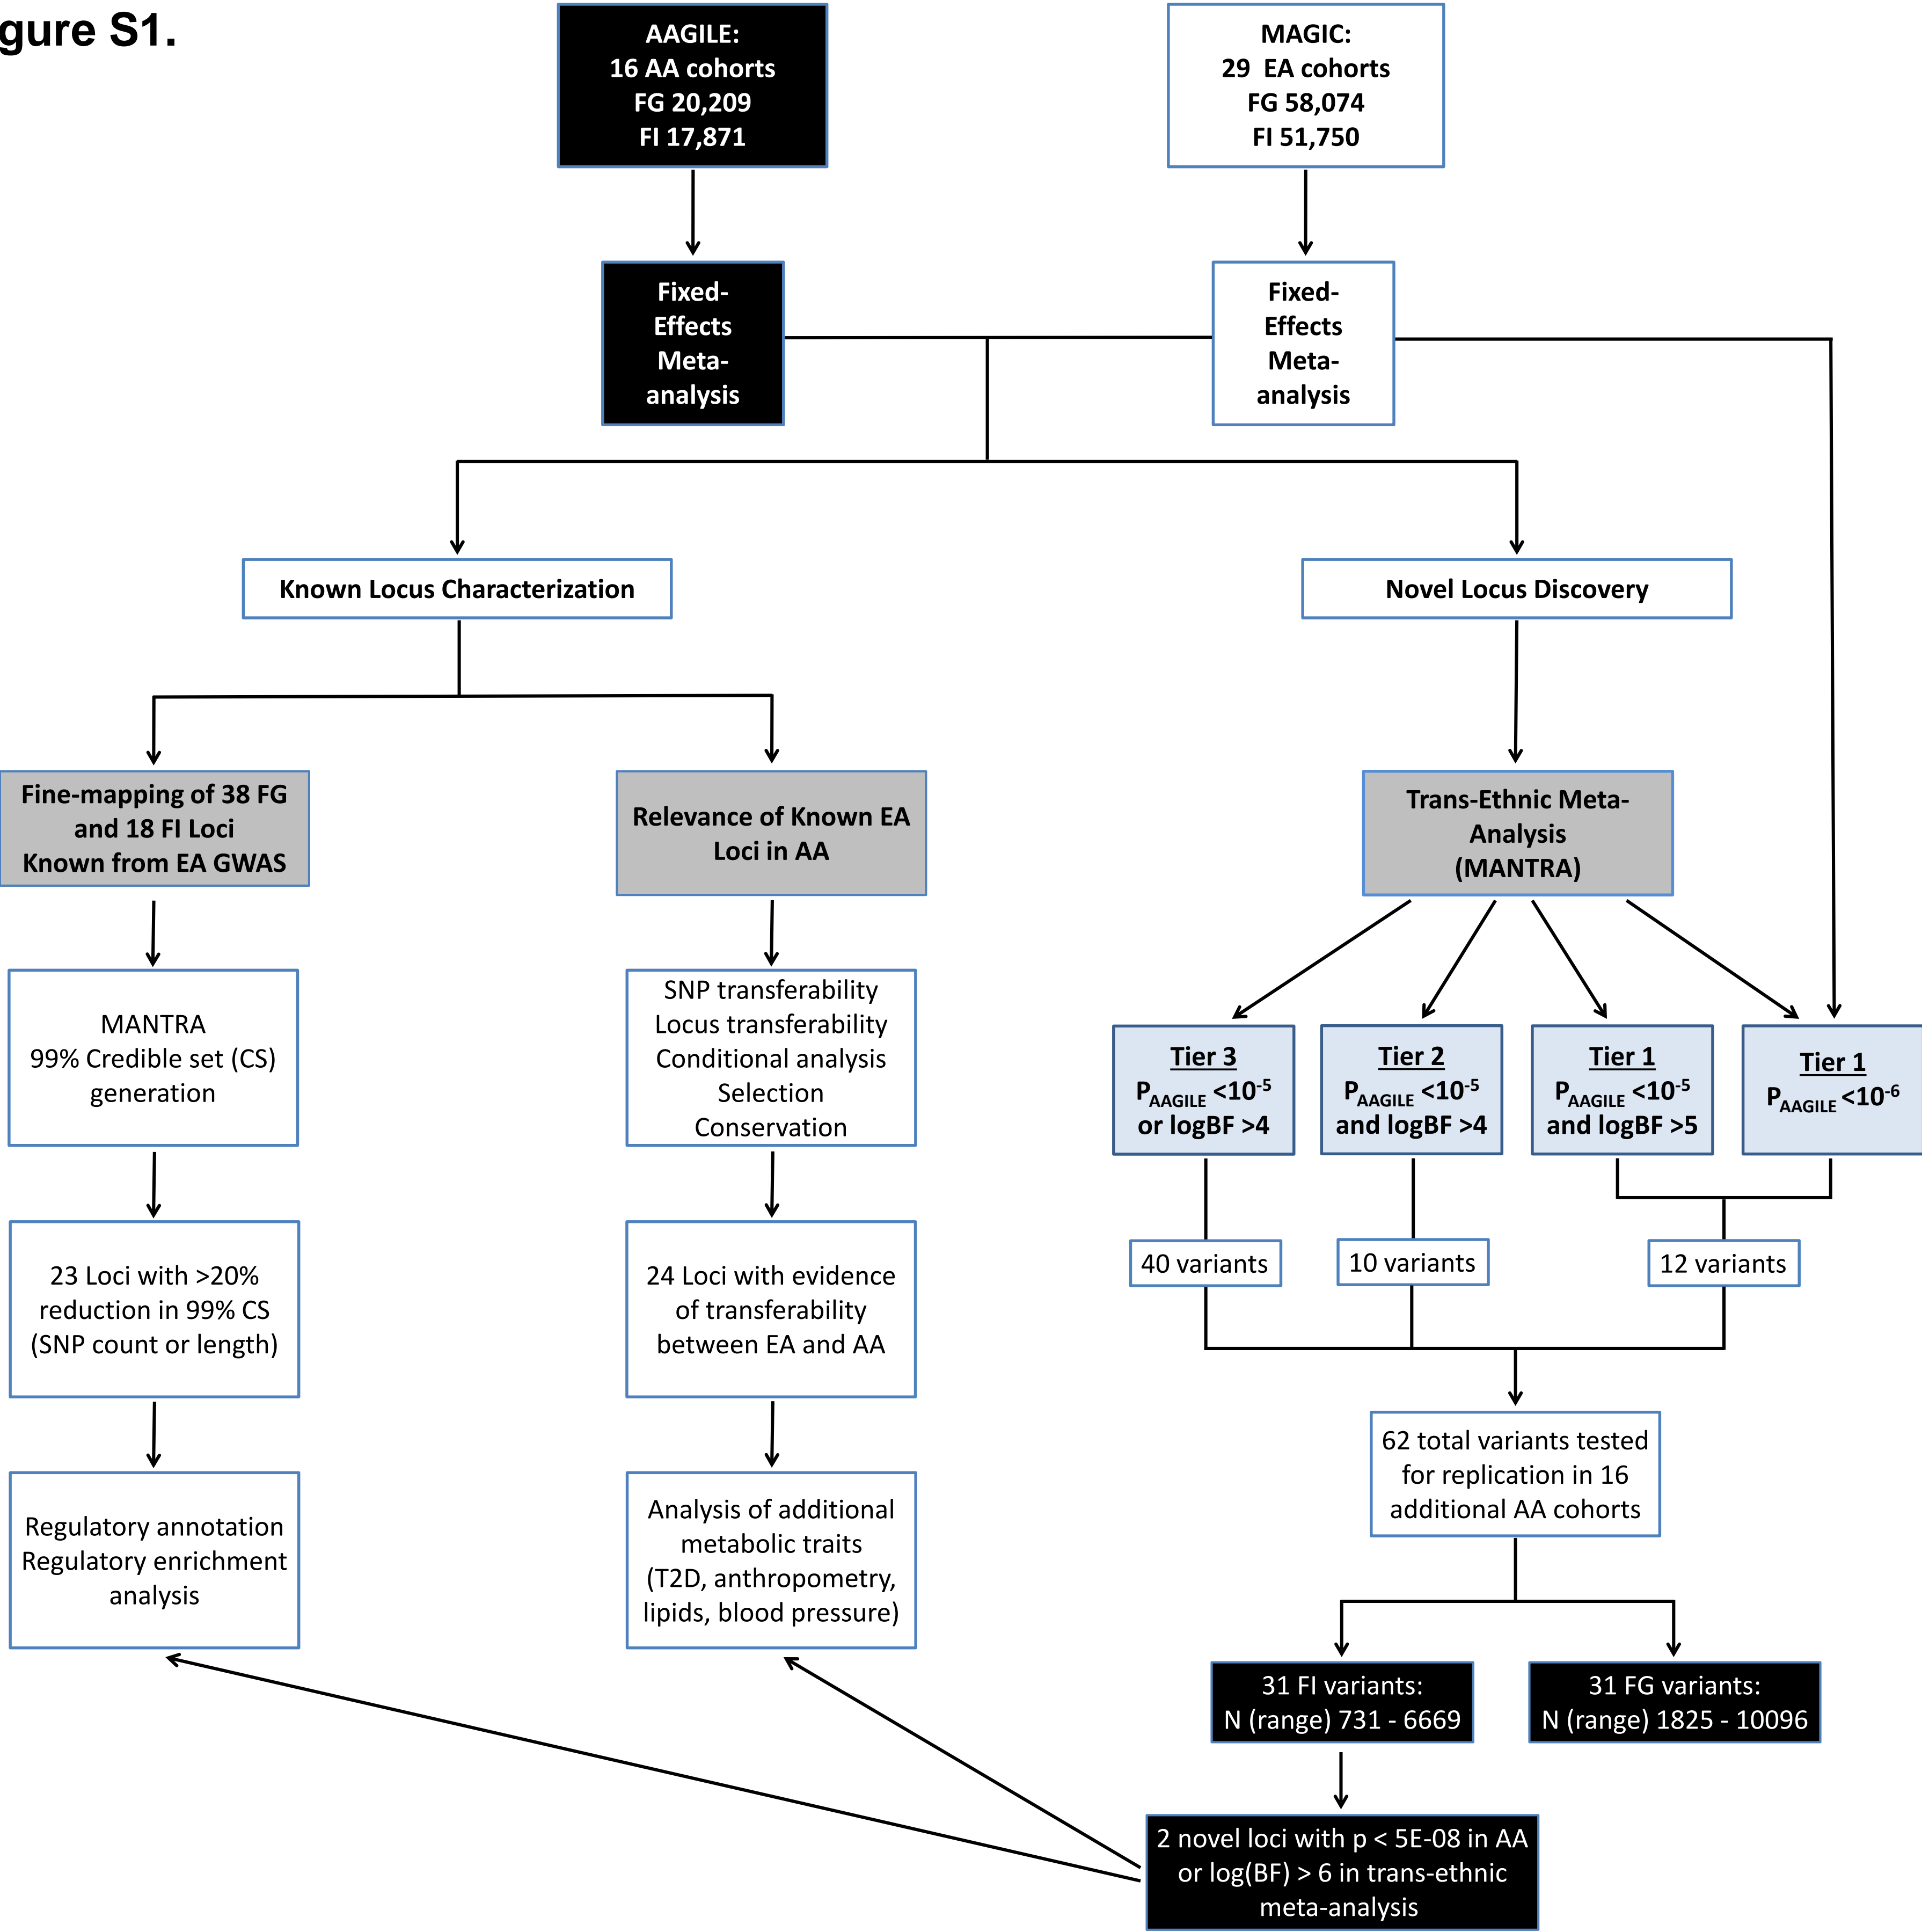 gure S1.
AAGILE:
16 AA cohorts
FG 20,209
FI 17,871
MAGIC:
29 EA cohorts
FG 58,074
FI 51,750
Fixed-
Effects
Meta-
analysis
Fixed-
Effects
Meta-
analysis
Known Locus Characterization
Novel Locus Discovery
Fine-mapping of 38 FG
and 18 FI Loci
Known from EA GWAS
Relevance of Known EA
Loci in AA
Trans-Ethnic Meta-
Analysis
(MANTRA)
MANTRA
99% Credible set (CS)
generation
SNP transferability
Locus transferability
Conditional analysis
Selection
Conservation
Tier 3
P_AAGILE <10^-5
or logBF >4
Tier 2
P_AAGILE <10^-5
and logBF >4
Tier 1
P_AAGILE <10^-5
and logBF >5
Tier 1
P_AAGILE <10^-6
23 Loci with >20%
reduction in 99% CS
(SNP count or length)
24 Loci with evidence
of transferability
between EA and AA
40 variants
10 variants
12 variants
62 total variants tested
for replication in 16
additional AA cohorts
Regulatory annotation
Regulatory enrichment
analysis
Analysis of additional
metabolic traits
(T2D, anthropometry,
lipids, blood pressure)
31 FI variants:
N (range) 731 - 6669
31 FG variants:
N (range) 1825 - 10096
2 novel loci with p < 5E-08 in AA
or log(BF) > 6 in trans-ethnic
meta-analysis